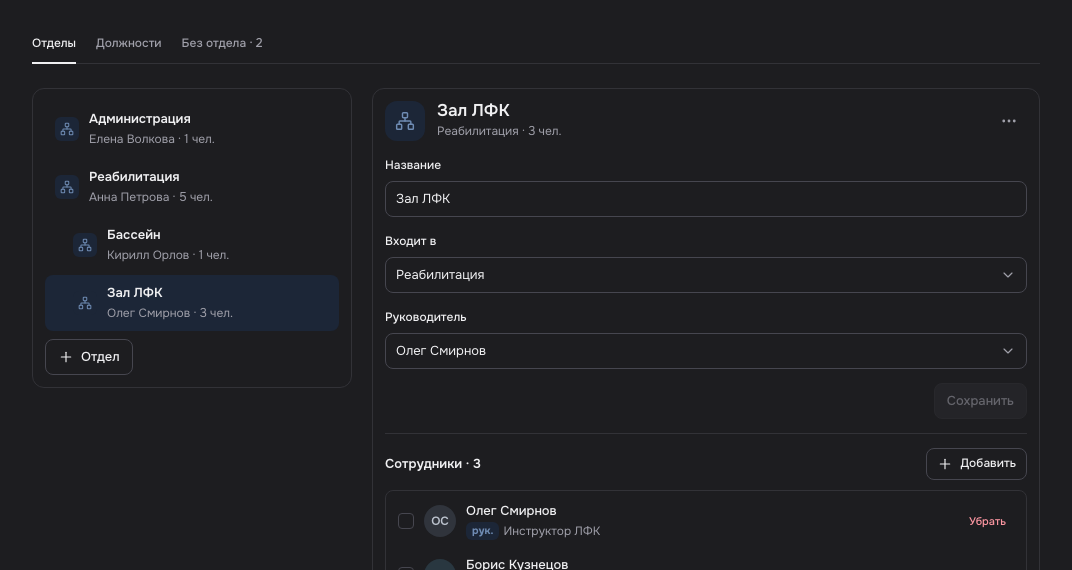 Отделы
Должности
Без отдела · 2
Администрация
Елена Волкова · 1 чел.
Реабилитация
Анна Петрова · 5 чел.
Бассейн
Кирилл Орлов · 1 чел.
Зал ЛФК
Олег Смирнов · 3 чел.
+ Отдел
Зал ЛФК
Реабилитация · 3 чел.
Название
Зал ЛФК
Входит в
Реабилитация
Руководитель
Олег Смирнов
Сохранить
Сотрудники · 3
+ Добавить
ОС
Олег Смирнов
рук. Инструктор ЛФК
Убрать
Борис Кузнецов